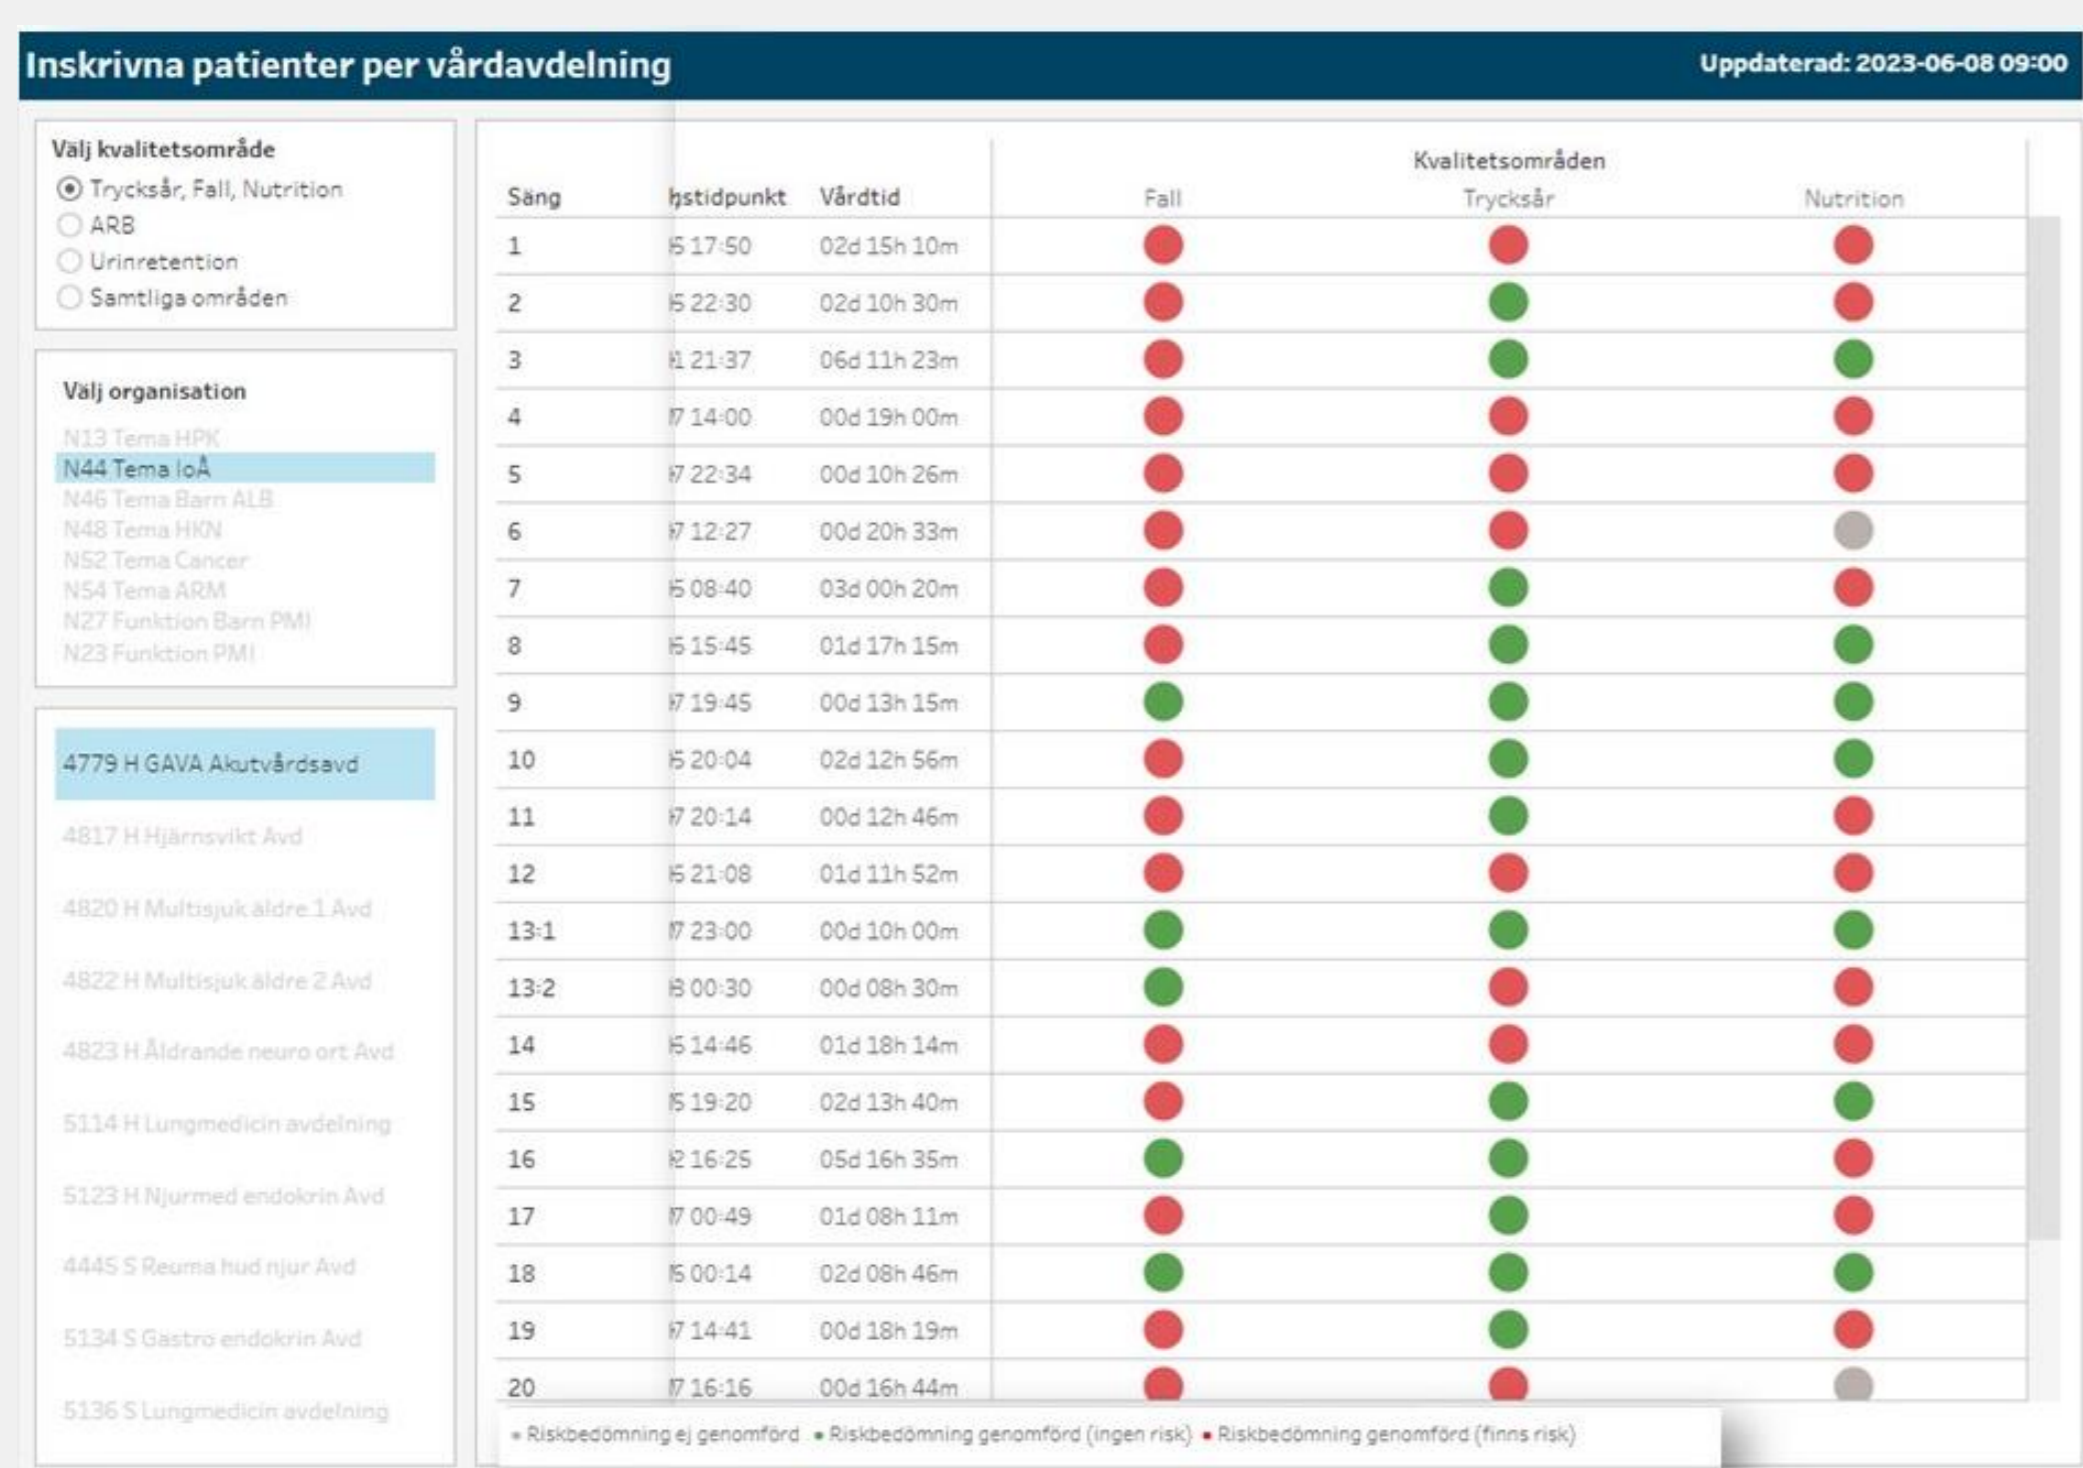 Inskrivna patienter per vårdavdelning
Uppdaterad: 2023-06-08 09:00
Välj kvalitetsområde
Trycksår, Fall, Nutrition
ARB
Urinretention
Samtliga områden
Välj organisation
N13 Tema HPK
N44 Tema IoÅ
N46 Tema Barn ALB
N48 Tema HKN
N52 Tema Cancer
N54 Tema ARM
N27 Funktion Barn PMI
N23 Funktion PMI
4779 H GAVA Akutvårdsavd
4817 H Hjärnsvikt Avd
4820 H Multisjuk äldre 1 Avd
4822 H Multisjuk äldre 2 Avd
4823 H Åldrande neuro ort Avd
5114 H Lungmedicin avdelning
5123 H Njurmed endokrin Avd
4445 S Reuma hud njur Avd
5134 S Gastro endokrin Avd
5136 S Lungmedicin avdelning
Kvalitetsområden
Säng Vårdtid Fall Trycksår Nutrition
1 17:50 02d 15h 10m
2 22:30 02d 10h 30m
3 21:37 06d 11h 23m
4 14:00 00d 19h 00m
5 22:34 00d 10h 26m
6 12:27 00d 20h 33m
7 08:40 03d 00h 20m
8 15:45 01d 17h 15m
9 19:45 00d 13h 15m
10 20:04 02d 12h 56m
11 20:14 00d 12h 46m
12 21:08 01d 11h 52m
13:1 23:00 00d 10h 00m
13:2 00:30 00d 08h 30m
14 14:46 01d 18h 14m
15 19:20 02d 13h 40m
16 16:25 05d 16h 35m
17 00:49 01d 08h 11m
18 00:14 02d 08h 46m
19 14:41 00d 18h 19m
20 16:16 00d 16h 44m
Riskbedömning ej genomförd Riskbedömning genomförd (ingen risk) Riskbedömning genomförd (finns risk)